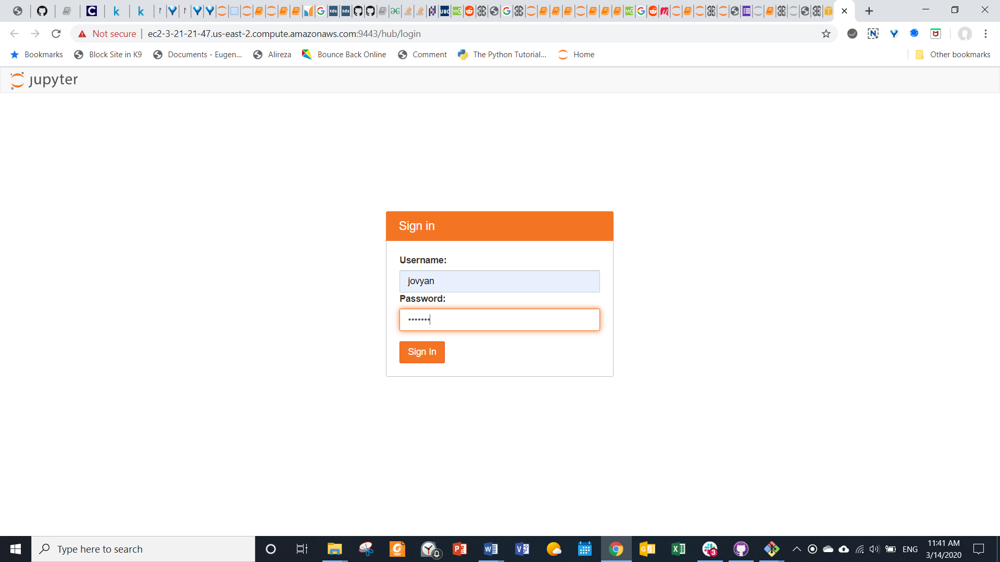 Not secure | ec2-3-21-21-47.us-east-2.compute.amazonaws.com:9443/hub/login
Bookmarks Block Site in K9 Documents - Eugen... Alireza Bounce Back Online Comment The Python Tutorial... Home Other bookmarks
jupyter
Sign in
Username:
jovyan
Password:
•••••••
Sign In
Type here to search
ENG
11:41 AM
3/14/2020